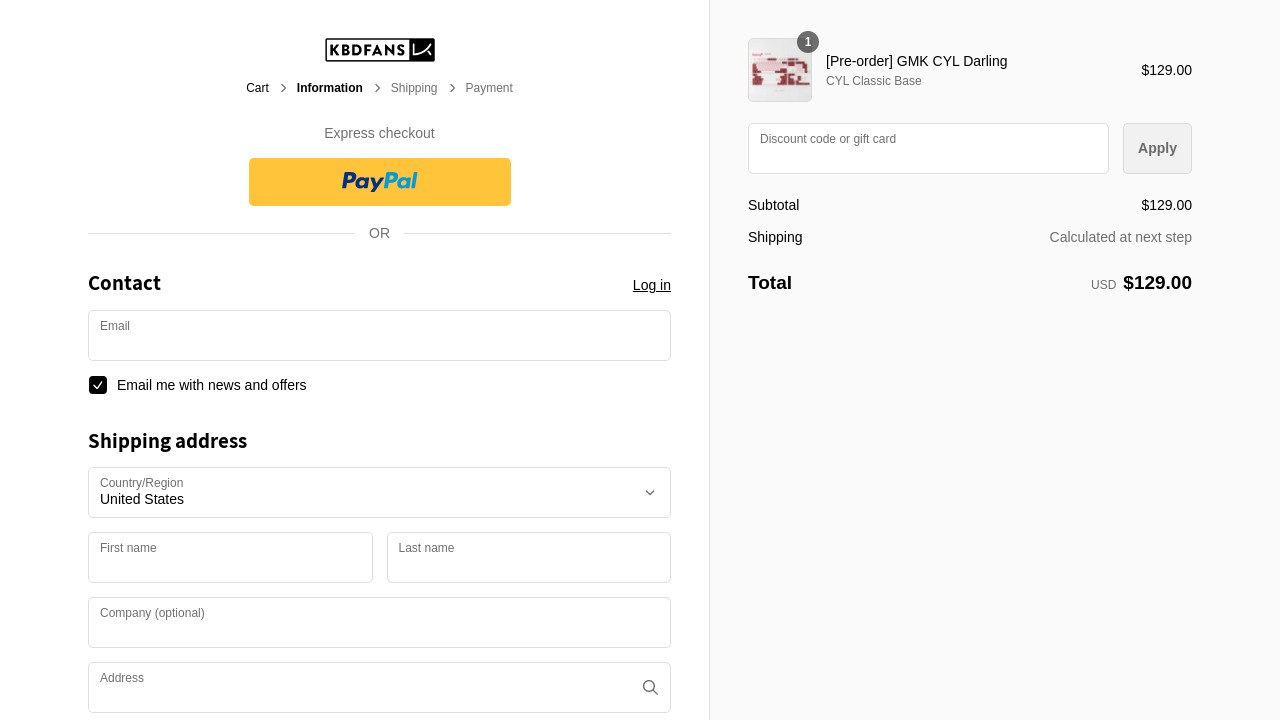 KBDFANS
Cart
Information
Shipping
Payment
Express checkout
PayPal
OR
Contact
Log in
Email
Email me with news and offers
Shipping address
Country/Region
United States
First name
Last name
Company (optional)
Address
1
[Pre-order] GMK CYL Darling
CYL Classic Base
$129.00
Discount code or gift card
Apply
Subtotal
$129.00
Shipping
Calculated at next step
Total
USD $129.00